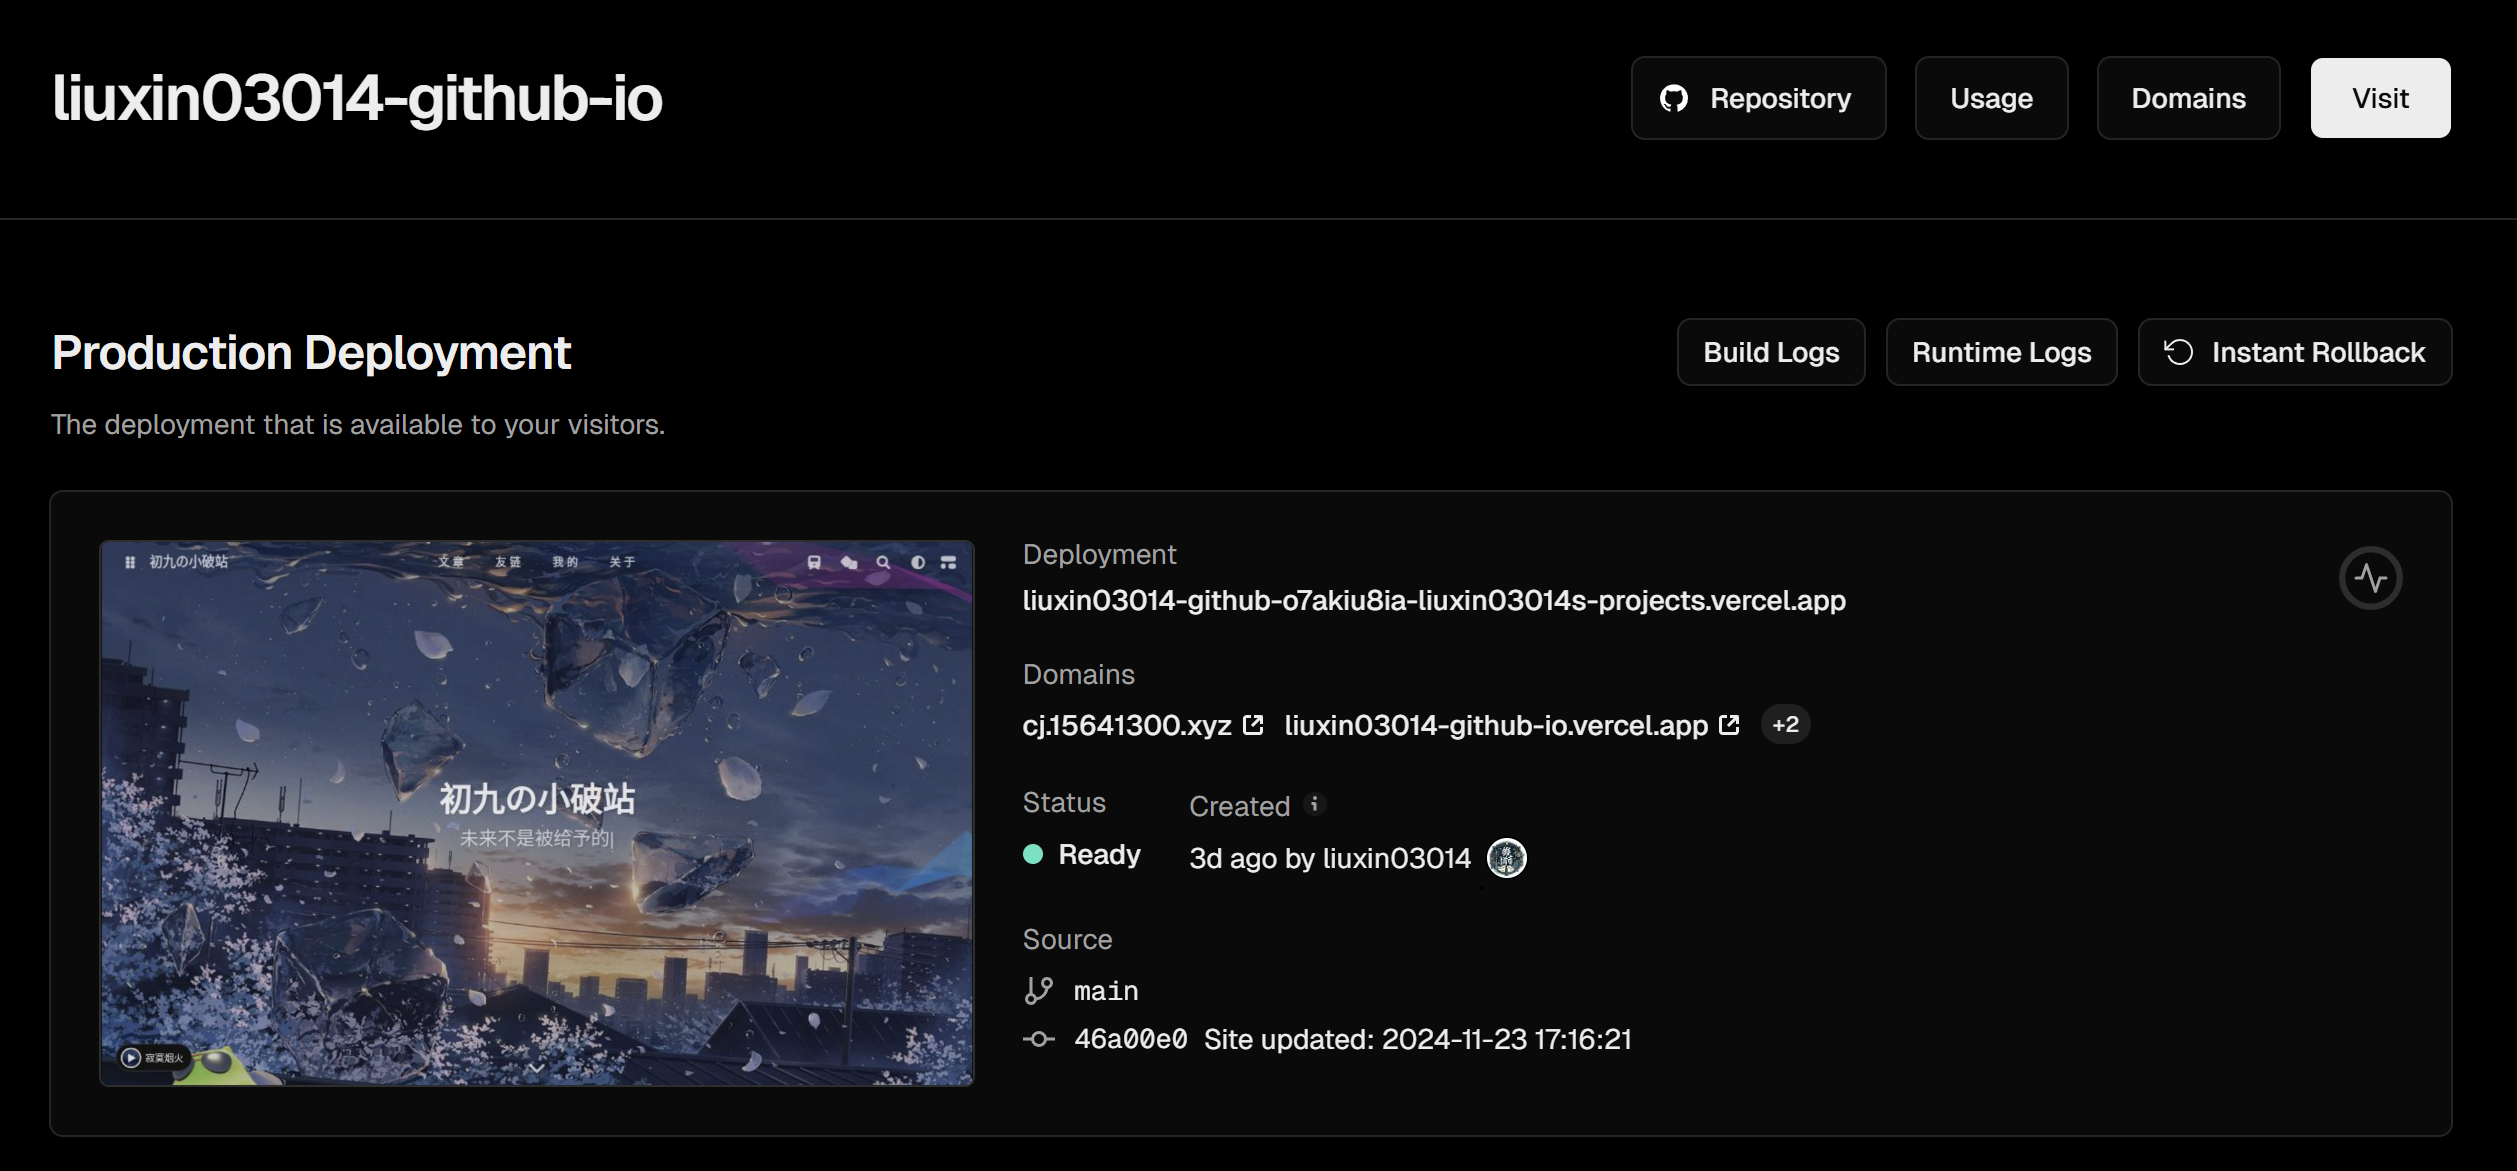 liuxin03014-github-io
Repository
Usage
Domains
Visit
Production Deployment
Build Logs
Runtime Logs
Instant Rollback
The deployment that is available to your visitors.
初九の小破站
文章
友链
我的
关于
初九の小破站
未来不是被给予的|
寂寞烟火
Deployment
liuxin03014-github-o7akiu8ia-liuxin03014s-projects.vercel.app
Domains
cj.15641300.xyz liuxin03014-github-io.vercel.app +2
Status
Ready
Created
3d ago by liuxin03014
Source
main
46a00e0 Site updated: 2024-11-23 17:16:21